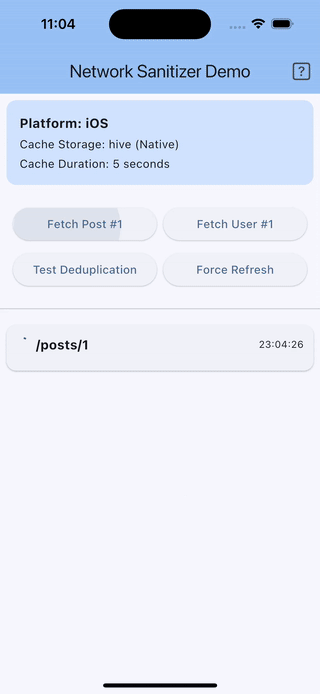 11:04
Network Sanitizer Demo
?
Platform: iOS
Cache Storage: hive (Native)
Cache Duration: 5 seconds
Fetch Post #1
Fetch User #1
Test Deduplication
Force Refresh
/posts/1
23:04:26